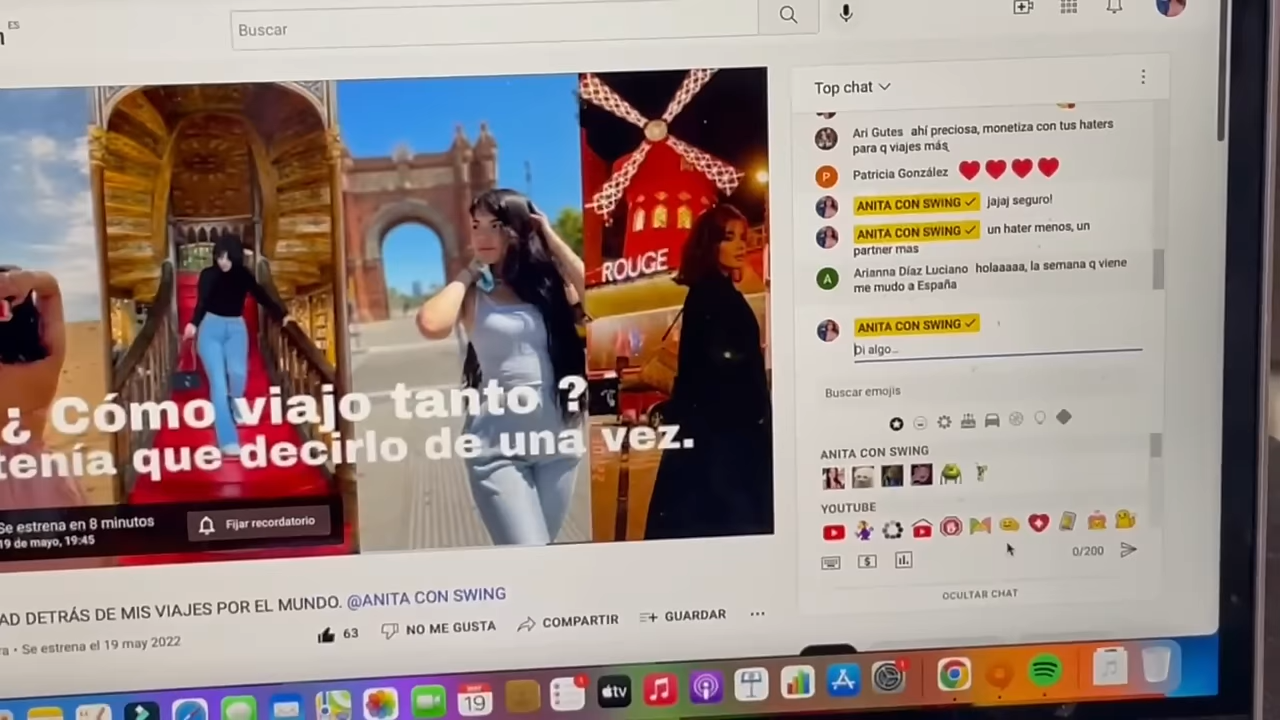 ES
Buscar
Top chat
Ari Gutes ahí preciosa, monetiza con tus haters
para q viajes más
Patricia González
ANITA CON SWING jajaj seguro!
ANITA CON SWING un hater menos, un
partner mas
Arianna Díaz Luciano holaaaaa, la semana q viene
me mudo a España
ANITA CON SWING
Di algo...
Buscar emojis
ANITA CON SWING
YOUTUBE
0/200
OCULTAR CHAT
ROUGE
¿ Cómo viajo tanto ?
tenía que decirlo de una vez.
Se estrena en 8 minutos
19 de mayo, 19:45
Fijar recordatorio
AD DETRÁS DE MIS VIAJES POR EL MUNDO. @ANITA CON SWING
ra • Se estrena el 19 may 2022
63 NO ME GUSTA COMPARTIR GUARDAR
19
tv